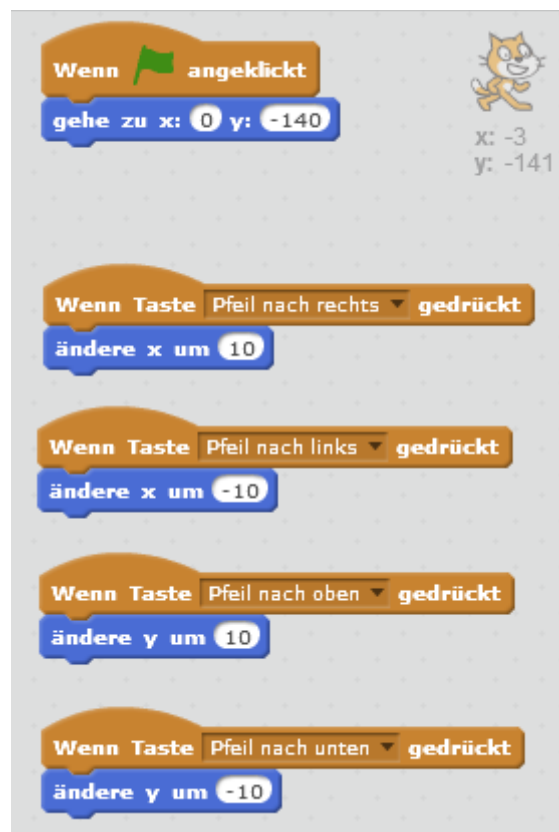 Wenn angeklickt
gehe zu x: 0 y: -140
x: -3
y: -141
Wenn Taste Pfeil nach rechts gedrückt
ändere x um 10
Wenn Taste Pfeil nach links gedrückt
ändere x um -10
Wenn Taste Pfeil nach oben gedrückt
ändere y um 10
Wenn Taste Pfeil nach unten gedrückt
ändere y um -10